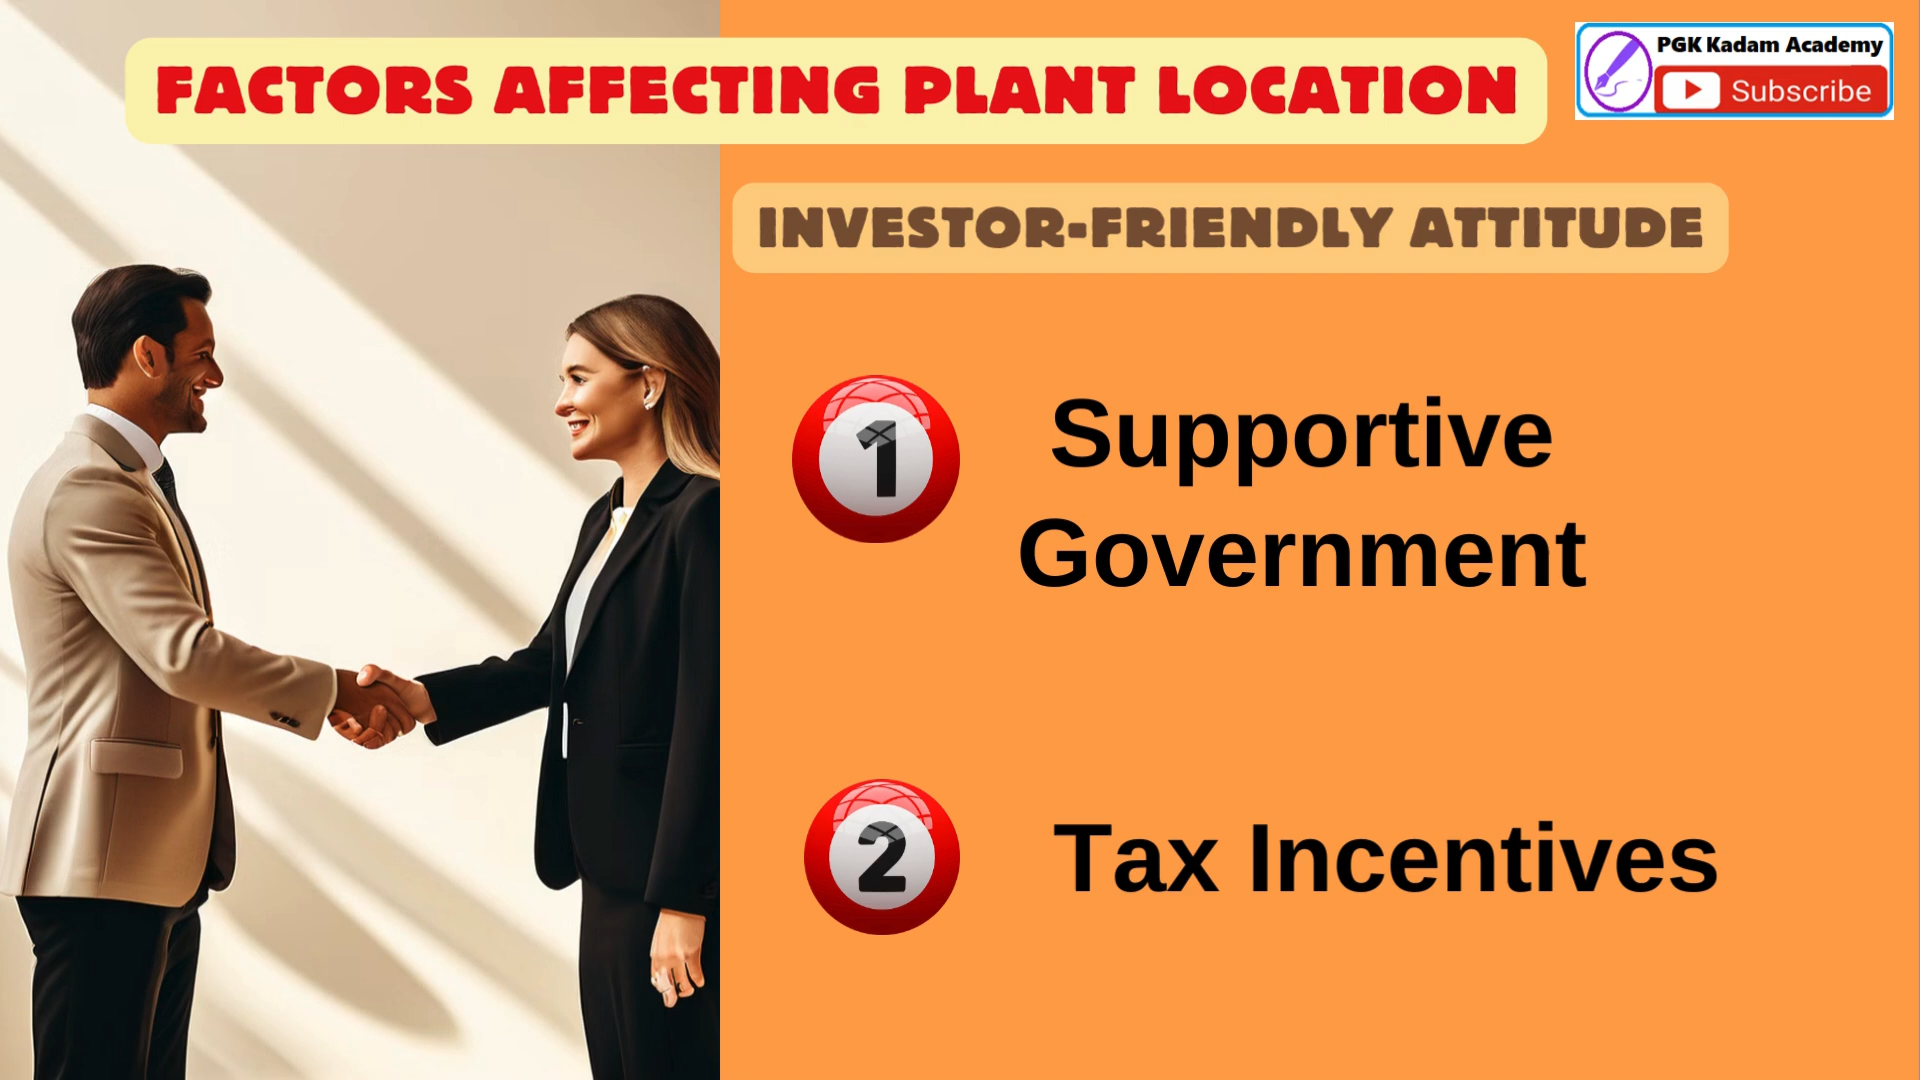 FACTORS AFFECTING PLANT LOCATION
PGK Kadam Academy
Subscribe
INVESTOR-FRIENDLY ATTITUDE
1
Supportive
Government
2
Tax Incentives